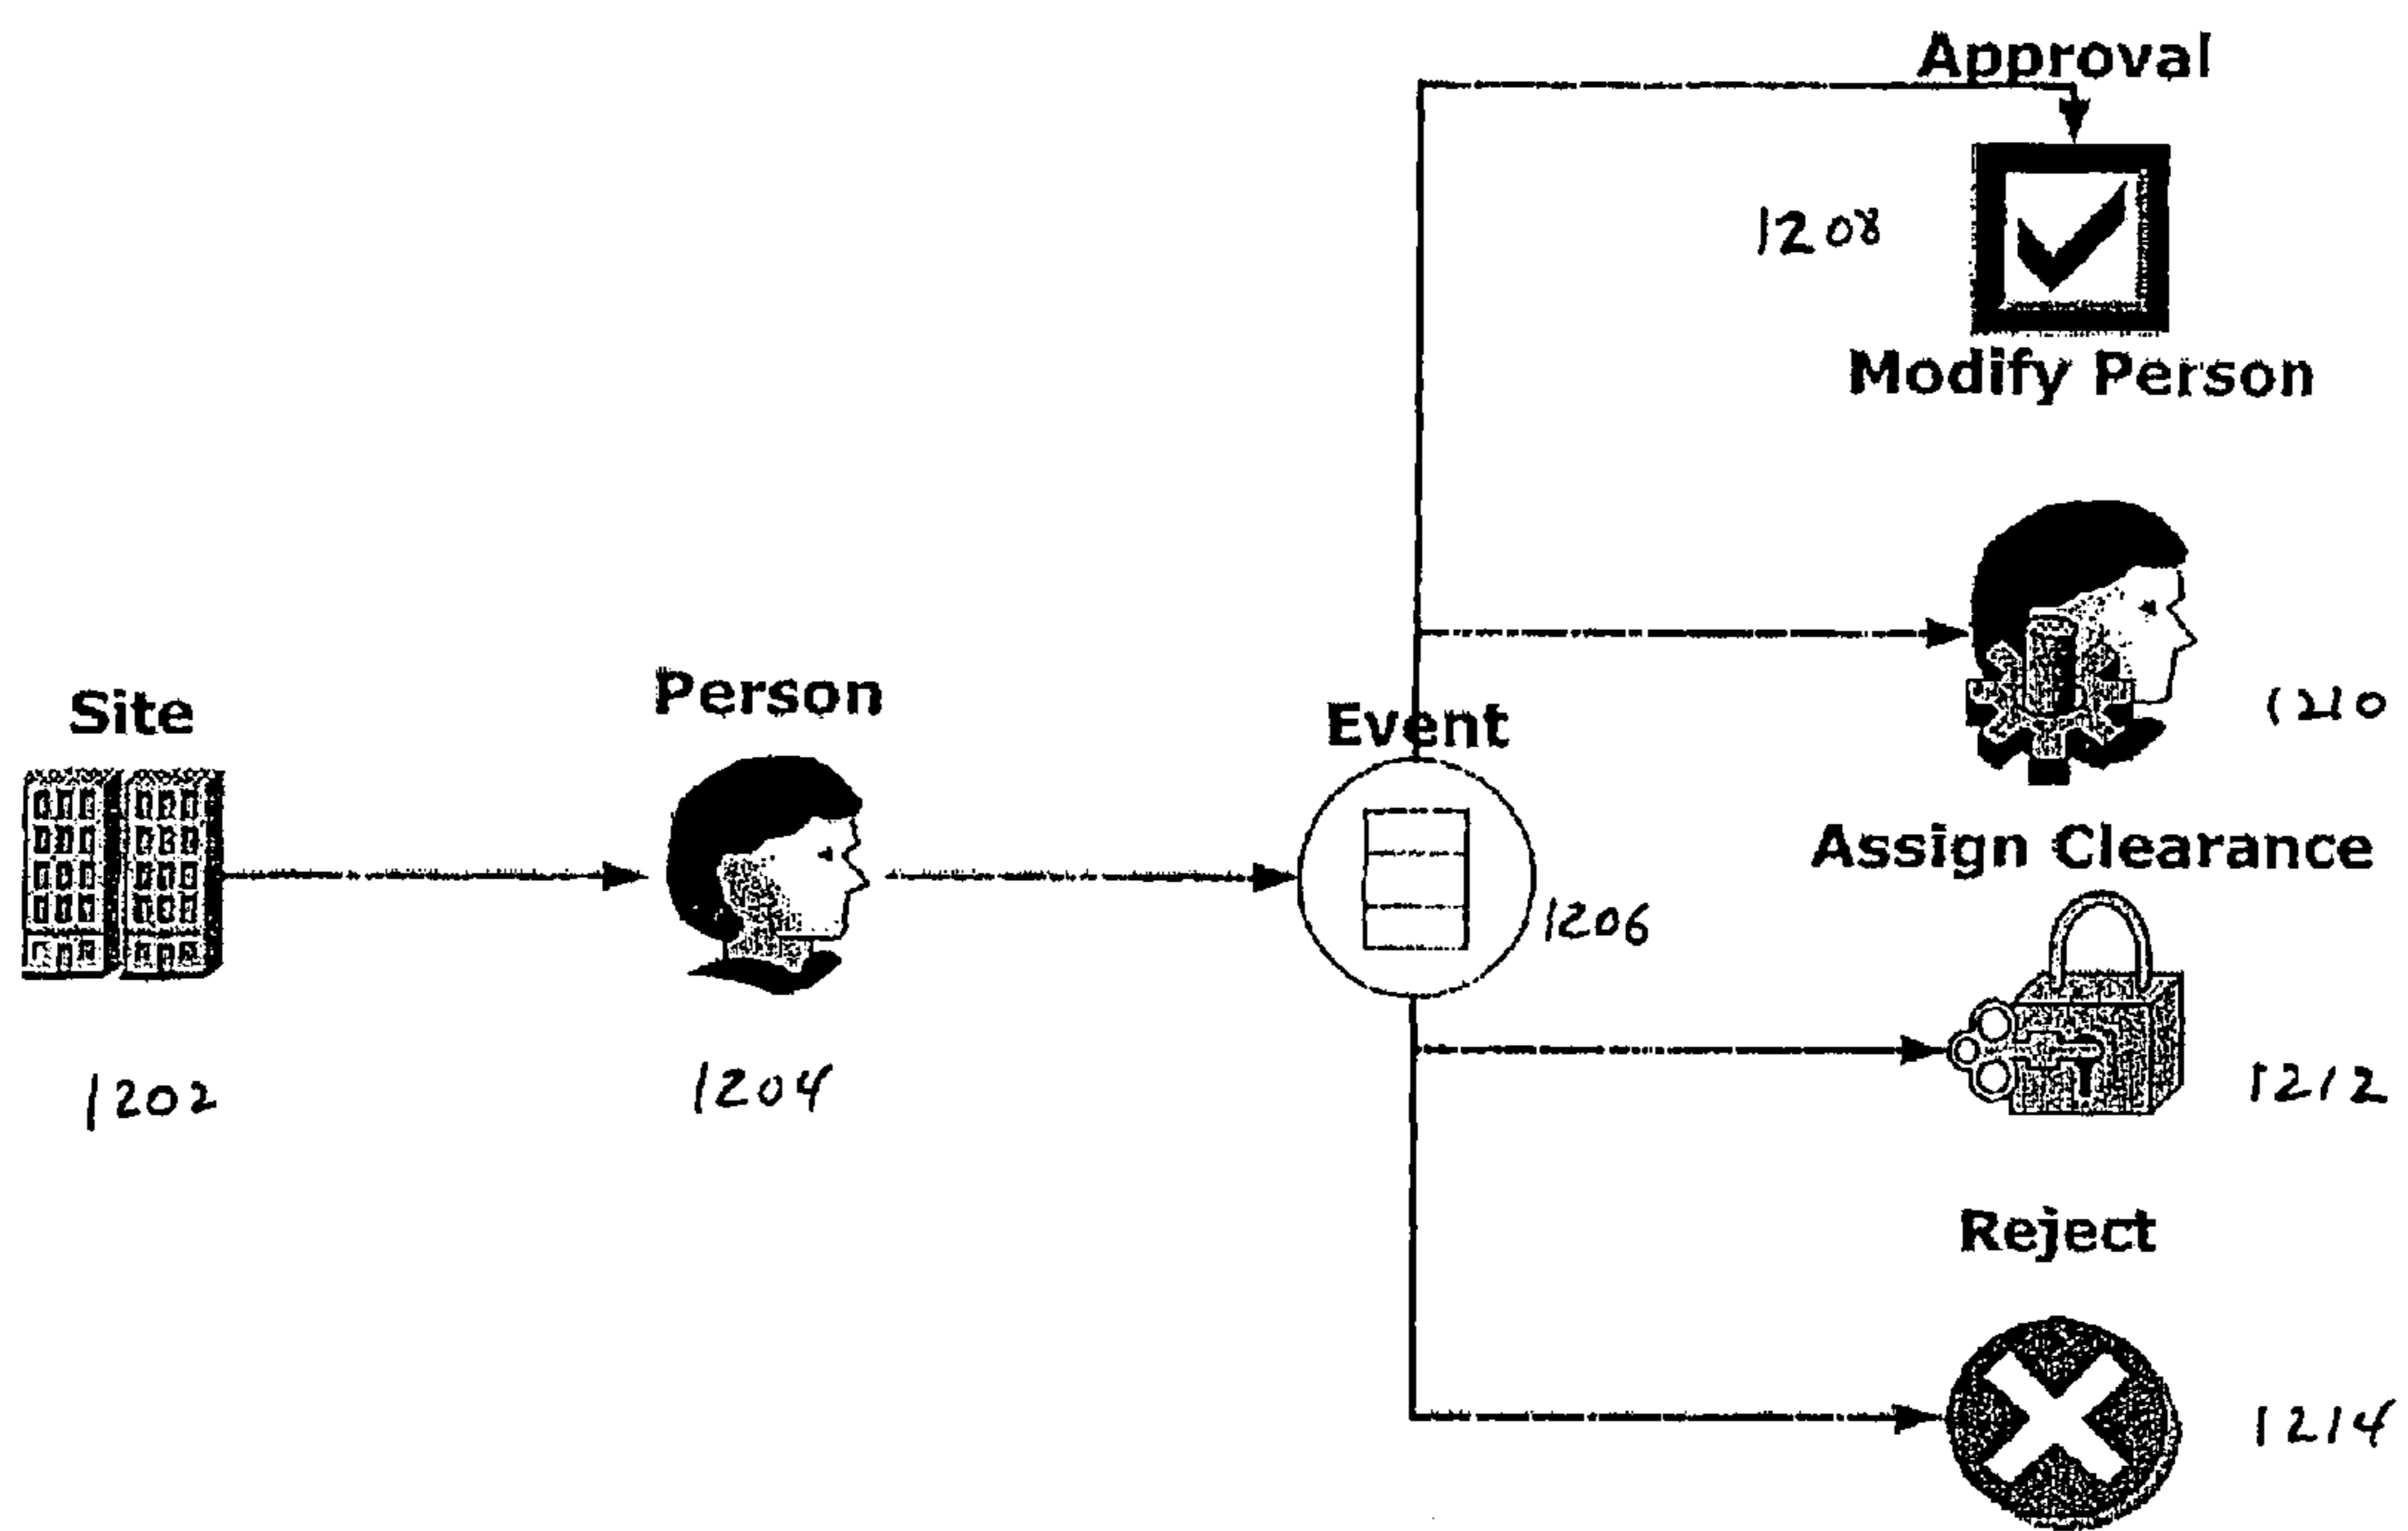 Approval
1208
Modify Person
1210
Site
Person
Event
1206
Assign Clearance
1202
1204
1212
Reject
1214